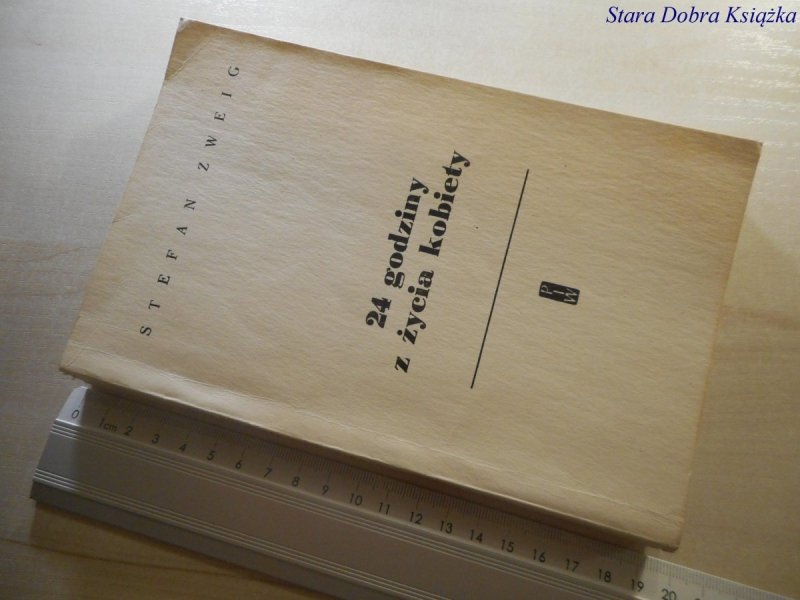 Stara Dobra Książka
STEFAN ZWEIG
24 godziny
z życia kobiety
PIW
0 1cm 2 3 4 5 6 7 8 9 10 11 12 13 14 15 16 17 18 19 20